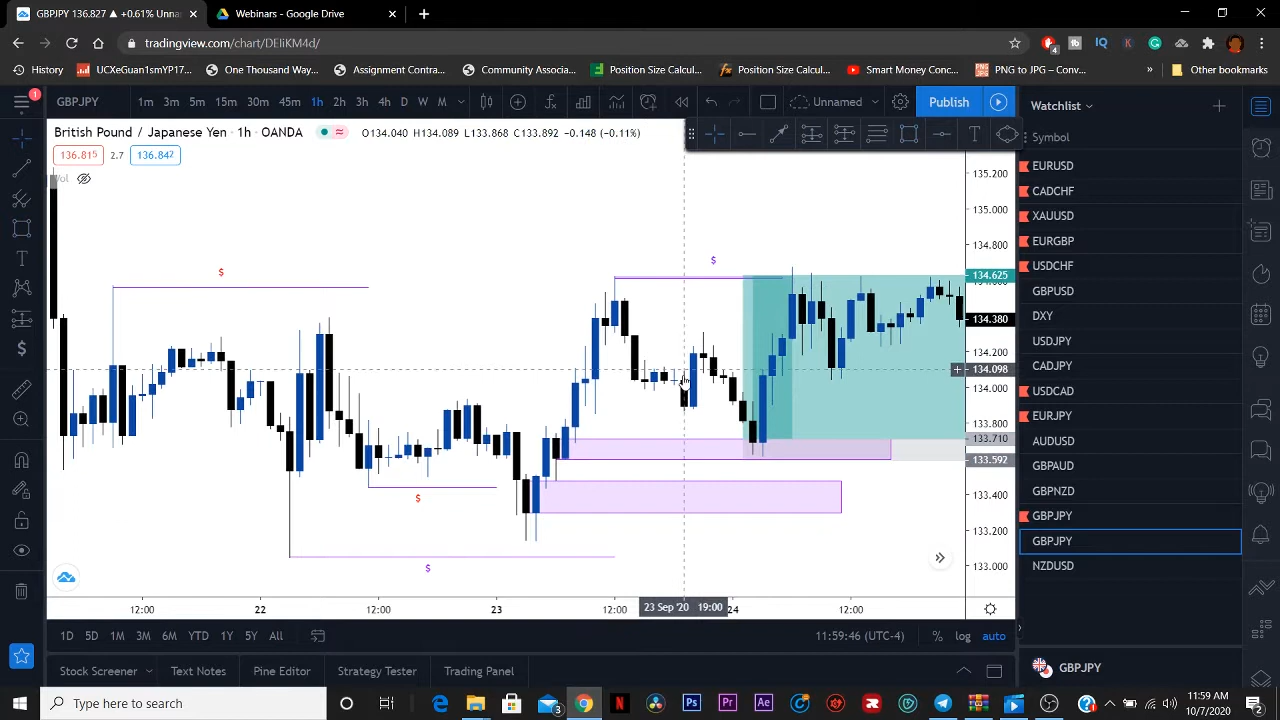 GBPJPY 136.827 ▲ +0.61% Unna
Webinars - Google Drive
tradingview.com/chart/DEliKM4d/
4
History
UCXeGuan1smYP17...
One Thousand Way...
Assignment Contra...
Community Associa...
Position Size Calcul...
Position Size Calcul...
Smart Money Conc...
PNG to JPG – Conv...
»
Other bookmarks
1
GBPJPY
1m 3m 5m 15m 30m 45m 1h 2h 3h 4h D W M
Unnamed
Publish
Watchlist
British Pound / Japanese Yen · 1h · OANDA
O134.040 H134.089 L133.868 C133.892 −0.148 (−0.11%)
136.815 2.7 136.842
Vol
Symbol
EURUSD
CADCHF
XAUUSD
EURGBP
USDCHF
GBPUSD
DXY
USDJPY
CADJPY
USDCAD
EURJPY
AUDUSD
GBPAUD
GBPNZD
GBPJPY
GBPJPY
NZDUSD
135.200
135.000
134.800
134.625
134.380
134.200
134.098
134.000
133.800
133.710
133.592
133.400
133.200
133.000
$
$
$
$
12:00 22 12:00 23 12:00 23 Sep '20 19:00 24 12:00
1D 5D 1M 3M 6M YTD 1Y 5Y All
11:59:46 (UTC-4)
% log auto
Stock Screener
Text Notes
Pine Editor
Strategy Tester
Trading Panel
GBPJPY
Type here to search
11:59 AM
10/7/2020